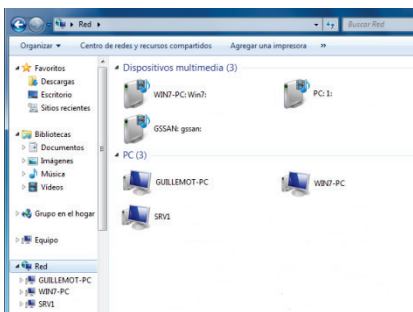 Red
Buscar Red
Organizar
Centro de redes y recursos compartidos
Agregar una impresora
»
Favoritos
Descargas
Escritorio
Sitios recientes
Bibliotecas
Documentos
Imágenes
Música
Vídeos
Grupo en el hogar
Equipo
Red
GUILLEMOT-PC
WIN7-PC
SRV1
Dispositivos multimedia (3)
WIN7-PC: Win7:
PC: 1:
GSSAN: gssan:
PC (3)
GUILLEMOT-PC
WIN7-PC
SRV1